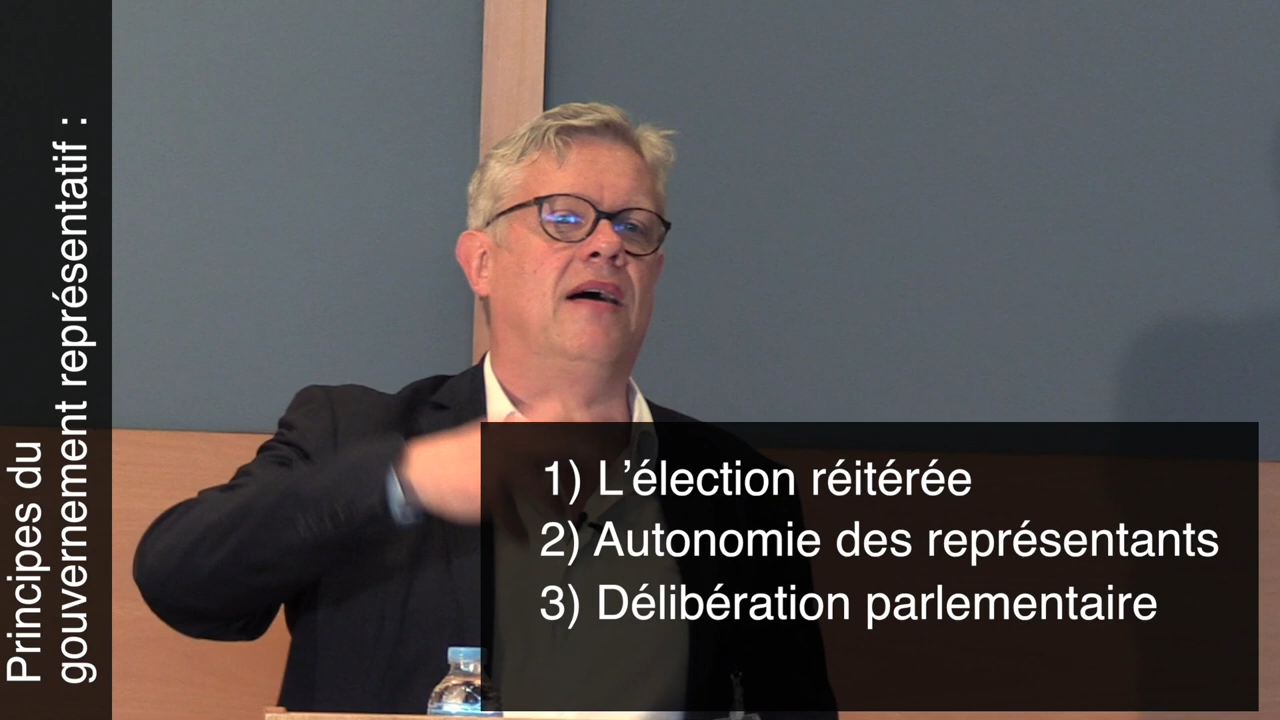 Principes du
gouvernement représentatif :
1) L’élection réitérée
2) Autonomie des représentants
3) Délibération parlementaire